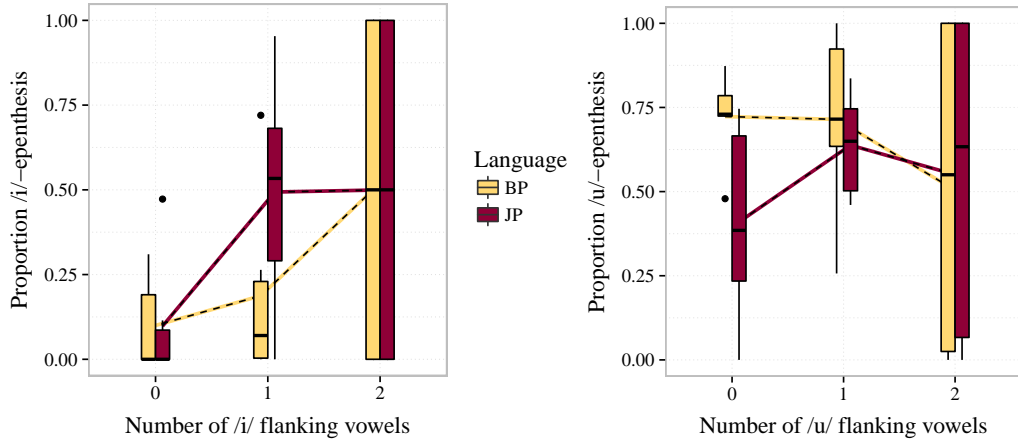 Proportion /i/−epenthesis
1.00
0.75
0.50
0.25
0.00
0
1
2
Number of /i/ flanking vowels
Language
BP
JP
Proportion /u/−epenthesis
1.00
0.75
0.50
0.25
0.00
0
1
2
Number of /u/ flanking vowels